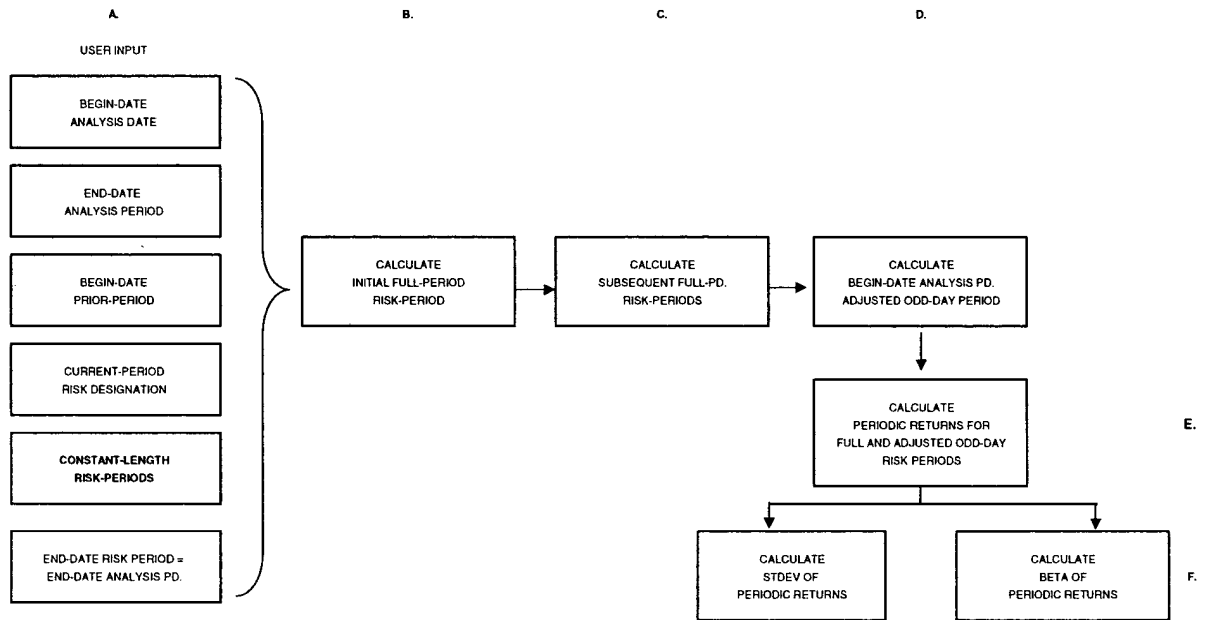 A.
B.
C.
D.
USER INPUT
BEGIN-DATE
ANALYSIS DATE
END-DATE
ANALYSIS PERIOD
BEGIN-DATE
PRIOR-PERIOD
CURRENT-PERIOD
RISK DESIGNATION
CONSTANT-LENGTH
RISK-PERIODS
END-DATE RISK PERIOD =
END-DATE ANALYSIS PD.
CALCULATE
INITIAL FULL-PERIOD
RISK-PERIOD
CALCULATE
SUBSEQUENT FULL-PD.
RISK-PERIODS
CALCULATE
BEGIN-DATE ANALYSIS PD.
ADJUSTED ODD-DAY PERIOD
CALCULATE
PERIODIC RETURNS FOR
FULL AND ADJUSTED ODD-DAY
RISK PERIODS
E.
CALCULATE
STDEV OF
PERIODIC RETURNS
CALCULATE
BETA OF
PERIODIC RETURNS
F.